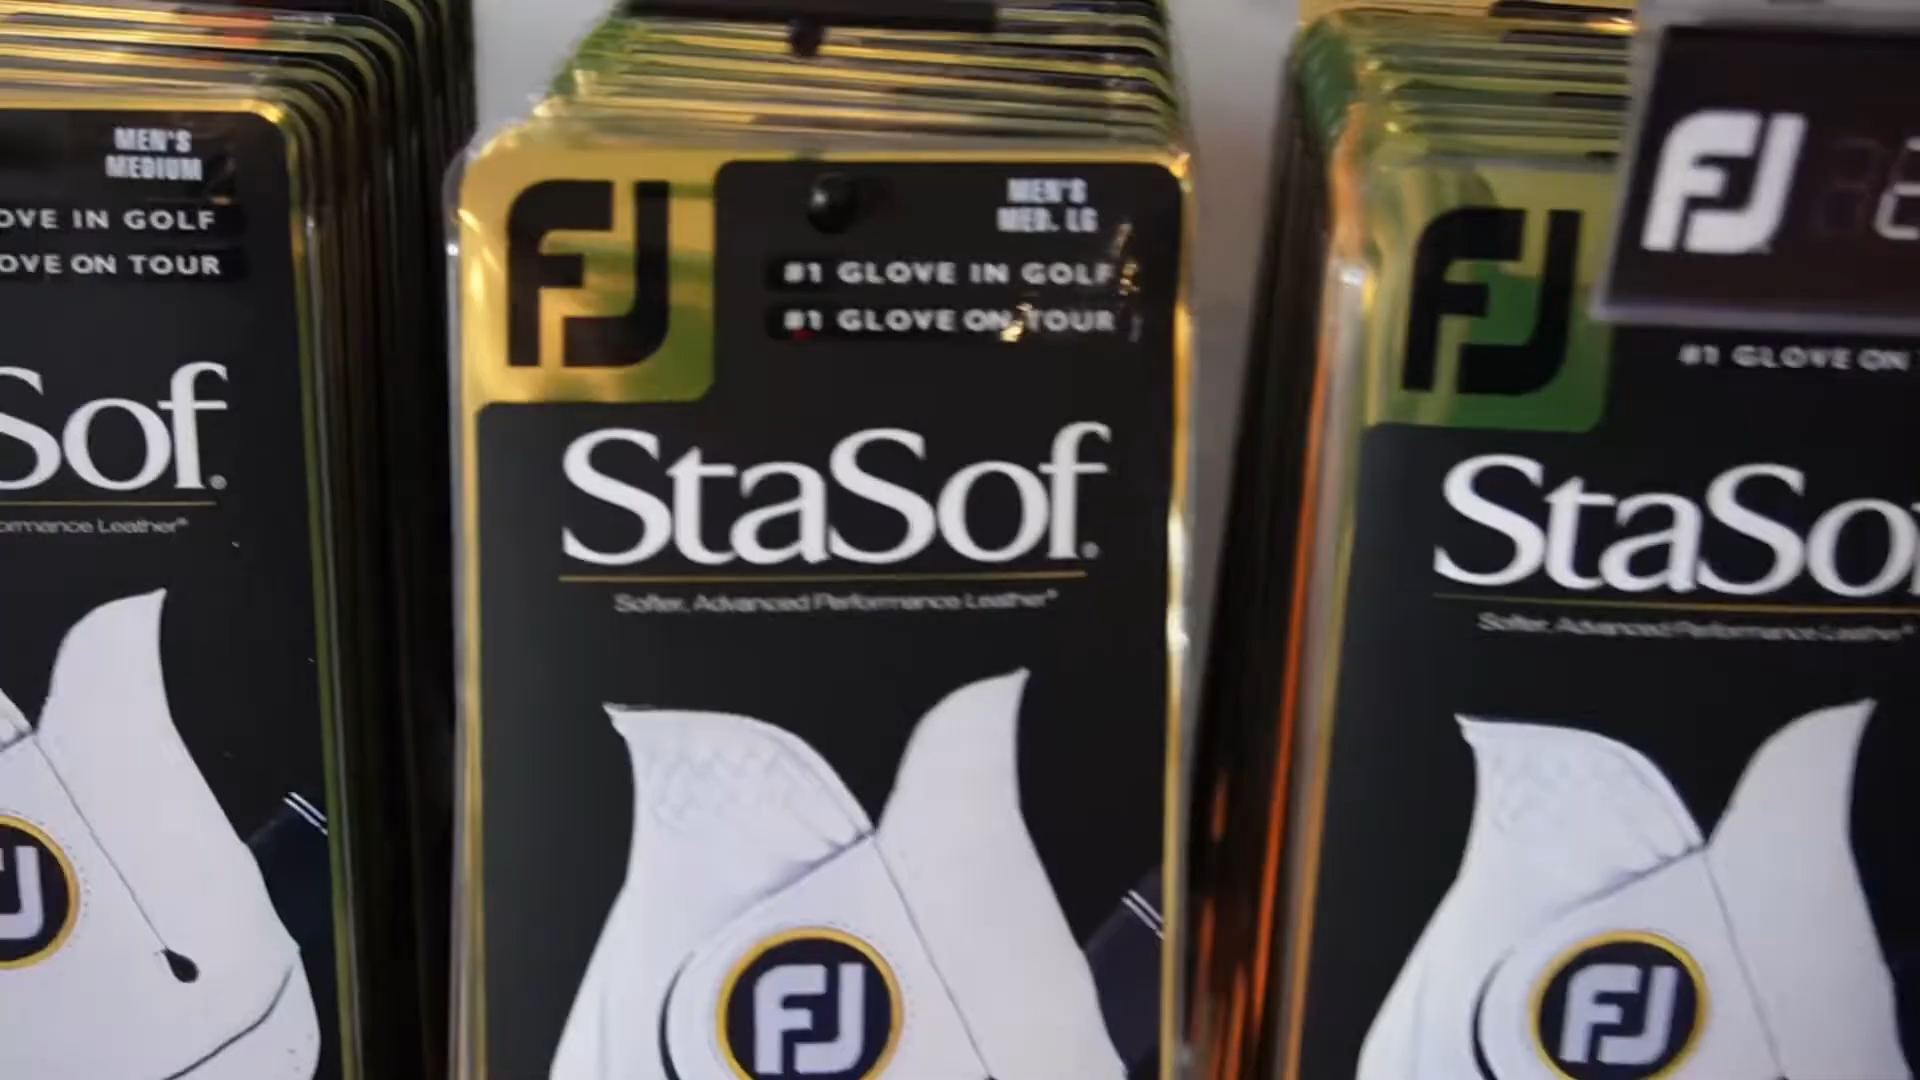 MEN'S
MEDIUM
OVE IN GOLF
OVE ON TOUR
Sof.
ormance Leather®
FJ
FJ
MEN'S
MED. LG
#1 GLOVE IN GOLF
#1 GLOVE ON TOUR
StaSof.
Softer, Advanced Performance Leather®
FJ
FJ
FJ
#1 GLOVE ON
StaSof
Softer, Advanced Performance Leather®
FJ